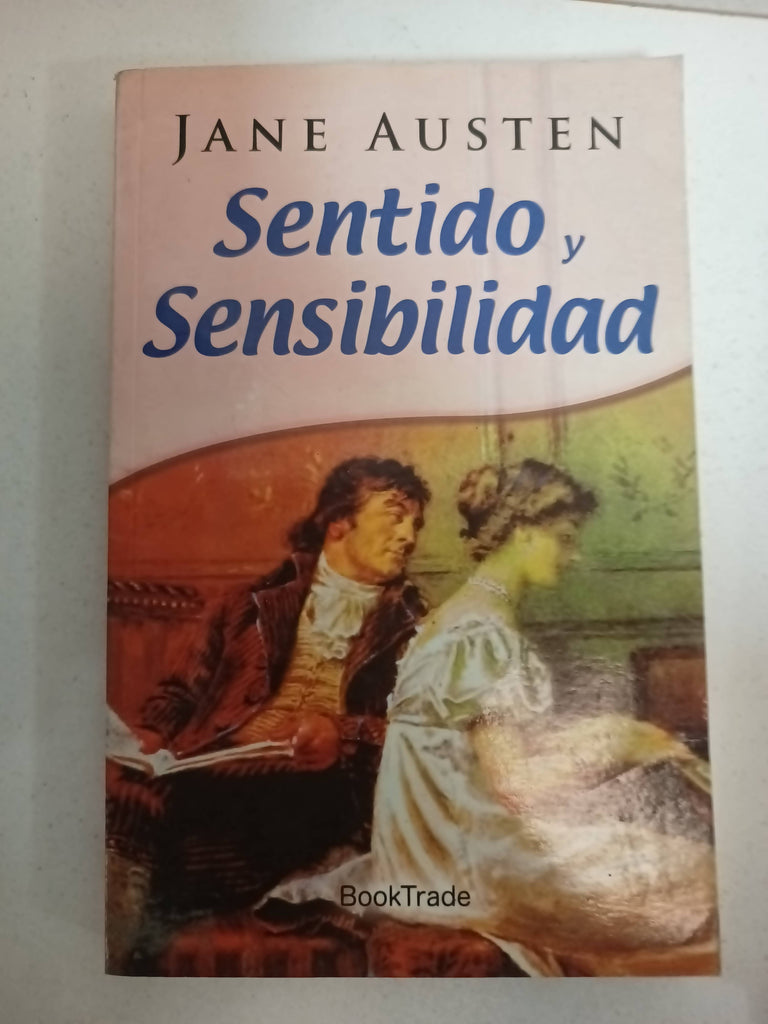 JANE AUSTEN
Sentido y
Sensibilidad
BookTrade